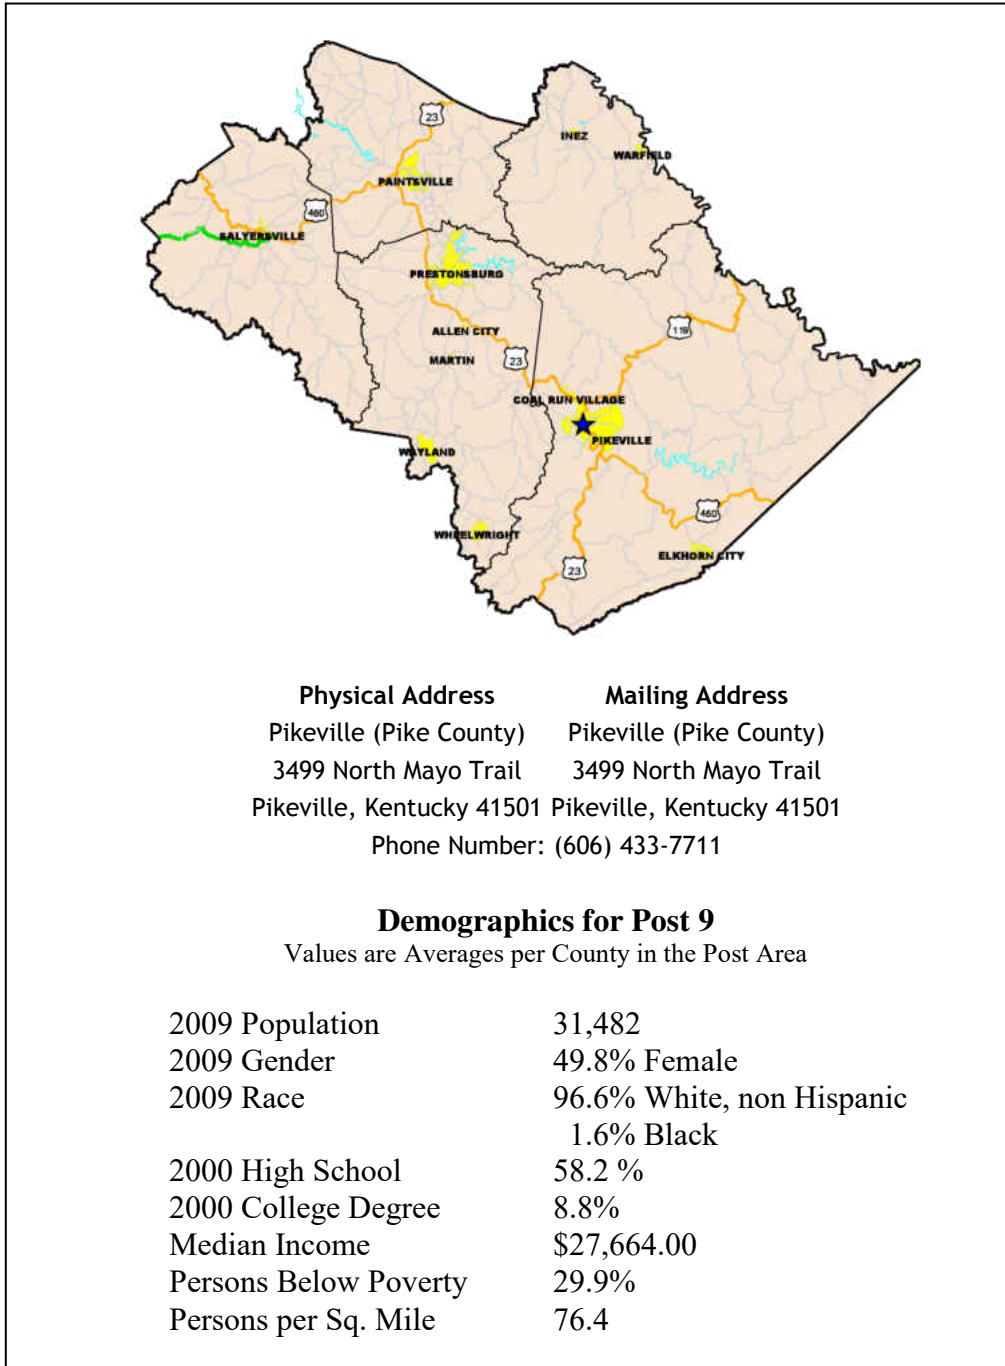 23
INEZ
WARFIELD
PAINTSVILLE
460
SALYERSVILLE
PRESTONSBURG
ALLEN CITY
119
MARTIN
23
COAL RUN VILLAGE
PIKEVILLE
WAYLAND
460
WHEELWRIGHT
ELKHORN CITY
23
Physical Address Mailing Address
Pikeville (Pike County) Pikeville (Pike County)
3499 North Mayo Trail 3499 North Mayo Trail
Pikeville, Kentucky 41501 Pikeville, Kentucky 41501
Phone Number: (606) 433-7711
Demographics for Post 9
Values are Averages per County in the Post Area
2009 Population 31,482
2009 Gender 49.8% Female
2009 Race 96.6% White, non Hispanic
1.6% Black
2000 High School 58.2 %
2000 College Degree 8.8%
Median Income $27,664.00
Persons Below Poverty 29.9%
Persons per Sq. Mile 76.4